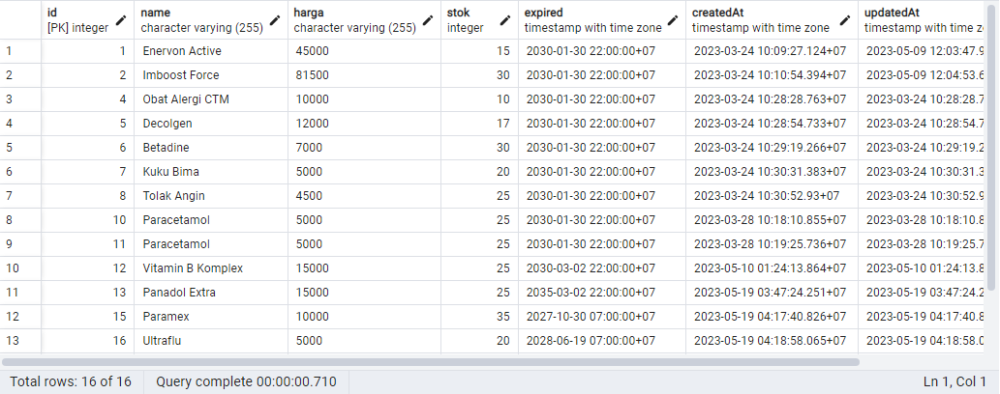 id name harga stok expired createdAt updatedAt
[PK] integer character varying (255) character varying (255) integer timestamp with time zone timestamp with time zone timestamp with time z
1 1 Enervon Active 45000 15 2030-01-30 22:00:00+07 2023-03-24 10:09:27.124+07 2023-05-09 12:03:47.9
2 2 Imboost Force 81500 30 2030-01-30 22:00:00+07 2023-03-24 10:10:54.394+07 2023-05-09 12:04:53.6
3 4 Obat Alergi CTM 10000 10 2030-01-30 22:00:00+07 2023-03-24 10:28:28.763+07 2023-03-24 10:28:28.7
4 5 Decolgen 12000 17 2030-01-30 22:00:00+07 2023-03-24 10:28:54.733+07 2023-03-24 10:28:54.7
5 6 Betadine 7000 30 2030-01-30 22:00:00+07 2023-03-24 10:29:19.266+07 2023-03-24 10:29:19.2
6 7 Kuku Bima 5000 20 2030-01-30 22:00:00+07 2023-03-24 10:30:31.383+07 2023-03-24 10:30:31.3
7 8 Tolak Angin 4500 25 2030-01-30 22:00:00+07 2023-03-24 10:30:52.93+07 2023-03-24 10:30:52.9
8 10 Paracetamol 5000 25 2030-01-30 22:00:00+07 2023-03-28 10:18:10.855+07 2023-03-28 10:18:10.8
9 11 Paracetamol 5000 25 2030-01-30 22:00:00+07 2023-03-28 10:19:25.736+07 2023-03-28 10:19:25.7
10 12 Vitamin B Komplex 15000 25 2030-03-02 22:00:00+07 2023-05-10 01:24:13.864+07 2023-05-10 01:24:13.8
11 13 Panadol Extra 15000 25 2035-03-02 22:00:00+07 2023-05-19 03:47:24.251+07 2023-05-19 03:47:24.2
12 15 Paramex 10000 35 2027-10-30 07:00:00+07 2023-05-19 04:17:40.826+07 2023-05-19 04:17:40.8
13 16 Ultraflu 5000 20 2028-06-19 07:00:00+07 2023-05-19 04:18:58.065+07 2023-05-19 04:18:58.0
Total rows: 16 of 16 Query complete 00:00:00.710 Ln 1, Col 1